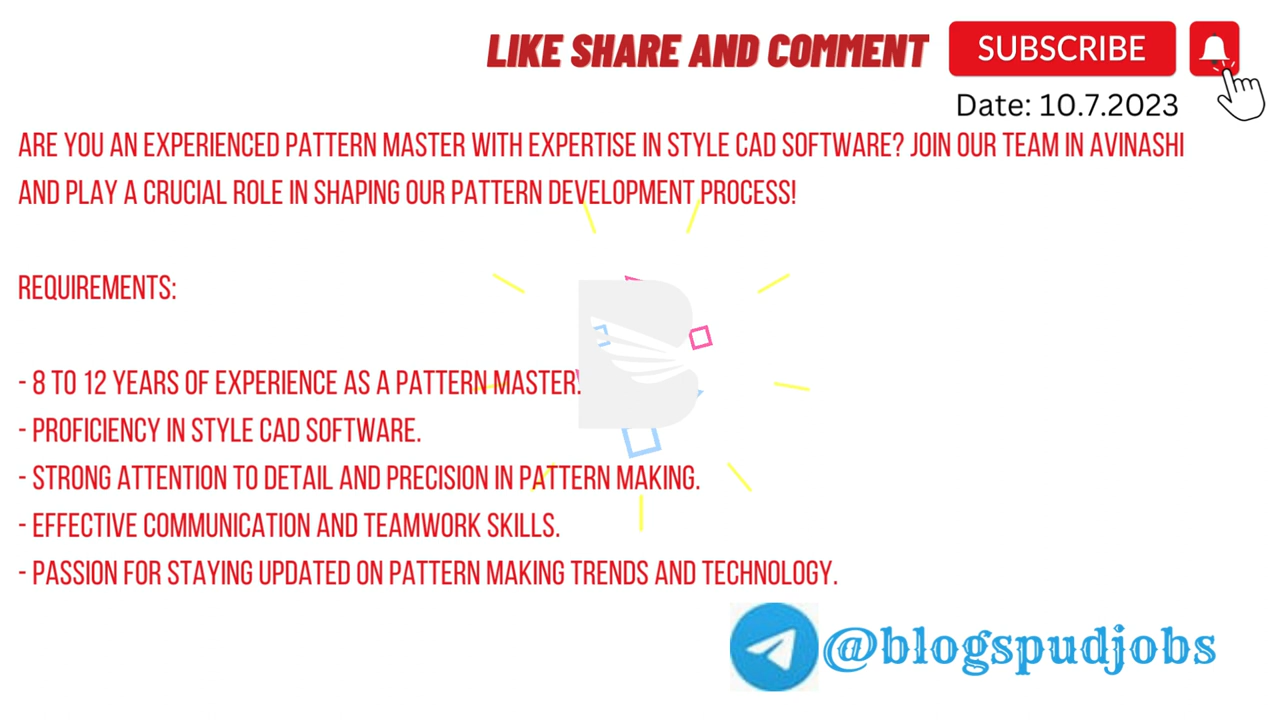 LIKE SHARE AND COMMENT SUBSCRIBE
Date: 10.7.2023
ARE YOU AN EXPERIENCED PATTERN MASTER WITH EXPERTISE IN STYLE CAD SOFTWARE? JOIN OUR TEAM IN AVINASHI
AND PLAY A CRUCIAL ROLE IN SHAPING OUR PATTERN DEVELOPMENT PROCESS!
REQUIREMENTS:
- 8 TO 12 YEARS OF EXPERIENCE AS A PATTERN MASTER.
- PROFICIENCY IN STYLE CAD SOFTWARE.
- STRONG ATTENTION TO DETAIL AND PRECISION IN PATTERN MAKING.
- EFFECTIVE COMMUNICATION AND TEAMWORK SKILLS.
- PASSION FOR STAYING UPDATED ON PATTERN MAKING TRENDS AND TECHNOLOGY.
@blogspudjobs